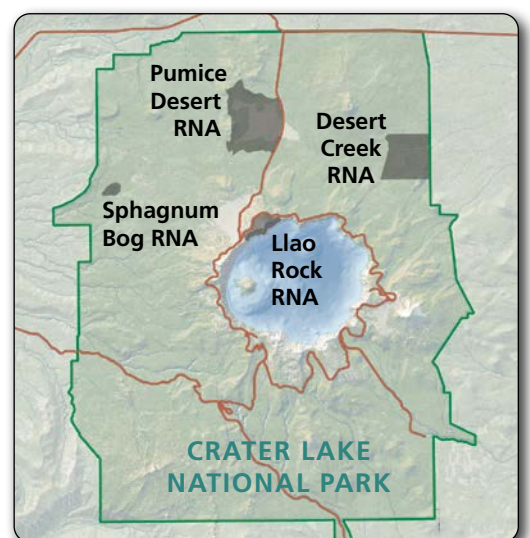 Pumice
Desert
RNA
Desert
Creek
RNA
Sphagnum
Bog RNA
Llao
Rock
RNA
CRATER LAKE
NATIONAL PARK